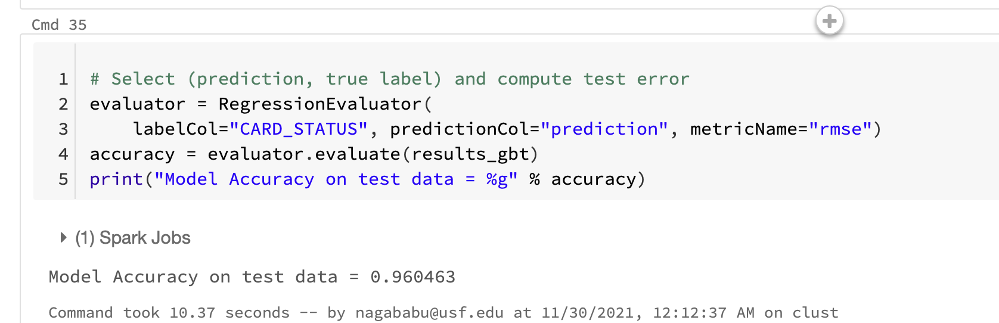 Cmd 35
1 # Select (prediction, true label) and compute test error
2 evaluator = RegressionEvaluator(
3     labelCol="CARD_STATUS", predictionCol="prediction", metricName="rmse")
4 accuracy = evaluator.evaluate(results_gbt)
5 print("Model Accuracy on test data = %g" % accuracy)
(1) Spark Jobs
Model Accuracy on test data = 0.960463
Command took 10.37 seconds -- by nagababu@usf.edu at 11/30/2021, 12:12:37 AM on clust